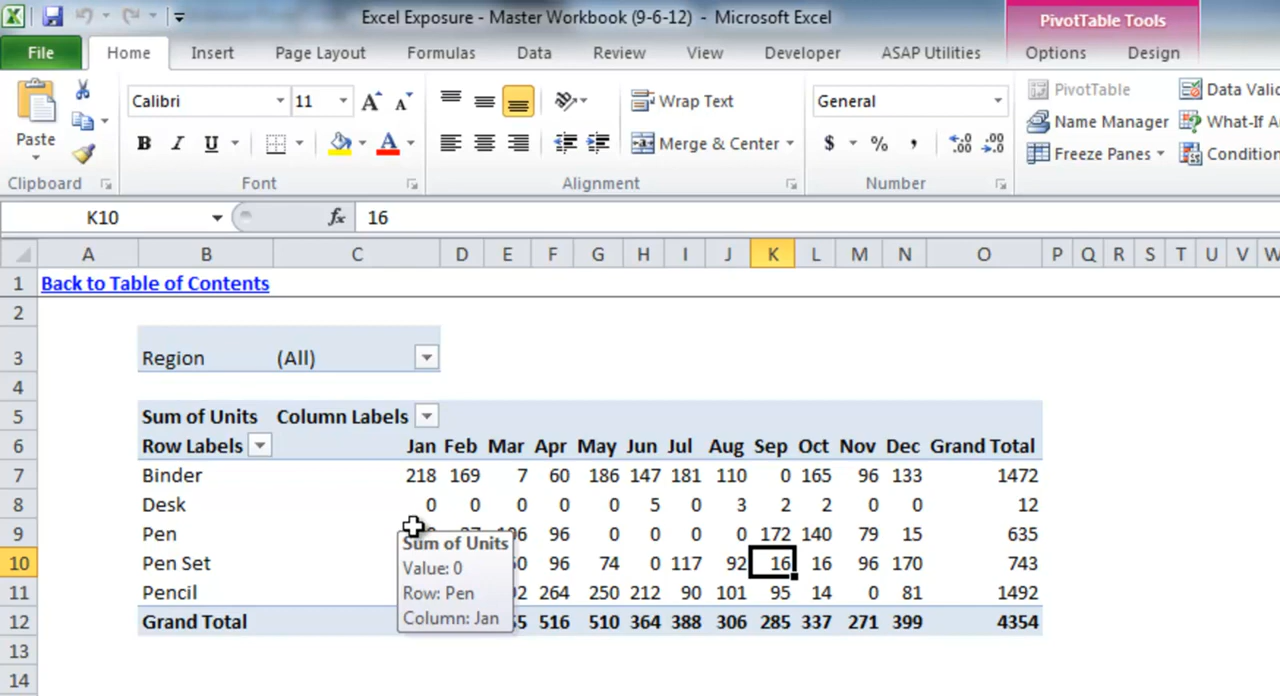 Excel Exposure - Master Workbook (9-6-12) - Microsoft Excel
PivotTable Tools
File Home Insert Page Layout Formulas Data Review View Developer ASAP Utilities Options Design
Paste
Calibri 11
Wrap Text
General
PivotTable
Data Valid
Name Manager
What-If A
B I U
Merge & Center
$ % ,
Freeze Panes
Condition
Clipboard Font Alignment Number
K10 fx 16
A B C D E F G H I J K L M N O P Q R S T U V W
1 Back to Table of Contents
2
3 Region (All)
4
5 Sum of Units Column Labels
6 Row Labels Jan Feb Mar Apr May Jun Jul Aug Sep Oct Nov Dec Grand Total
7 Binder 218 169 7 60 186 147 181 110 0 165 96 133 1472
8 Desk 0 0 0 0 0 5 0 3 2 2 0 0 12
9 Pen 96 0 0 0 0 172 140 79 15 635
10 Pen Set 96 74 0 117 92 16 16 96 170 743
11 Pencil 264 250 212 90 101 95 14 0 81 1492
12 Grand Total 516 510 364 388 306 285 337 271 399 4354
13
14
Sum of Units
Value: 0
Row: Pen
Column: Jan